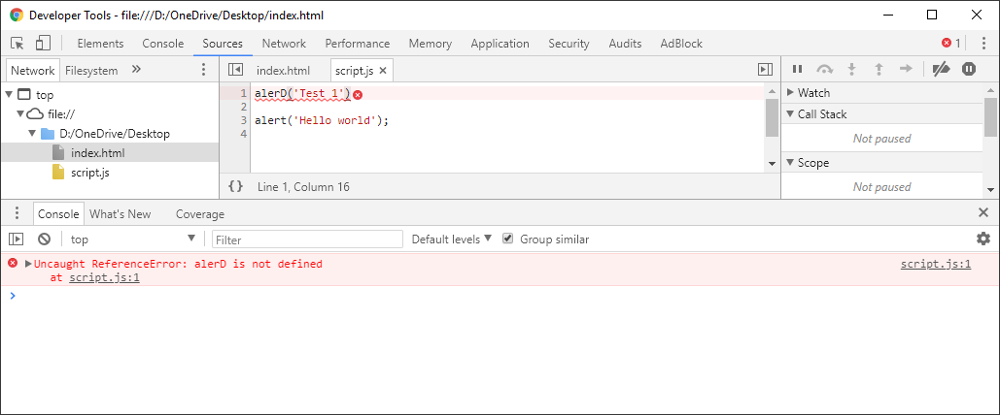 Developer Tools - file:///D:/OneDrive/Desktop/index.html
Elements Console Sources Network Performance Memory Application Security Audits AdBlock 1
Network Filesystem
top
file://
D:/OneDrive/Desktop
index.html
script.js
index.html script.js
1 alerD('Test 1')
2
3 alert('Hello world');
4
{} Line 1, Column 16
Watch
Call Stack
Not paused
Scope
Not paused
Console What's New Coverage
top Filter Default levels Group similar
Uncaught ReferenceError: alerD is not defined script.js:1
at script.js:1